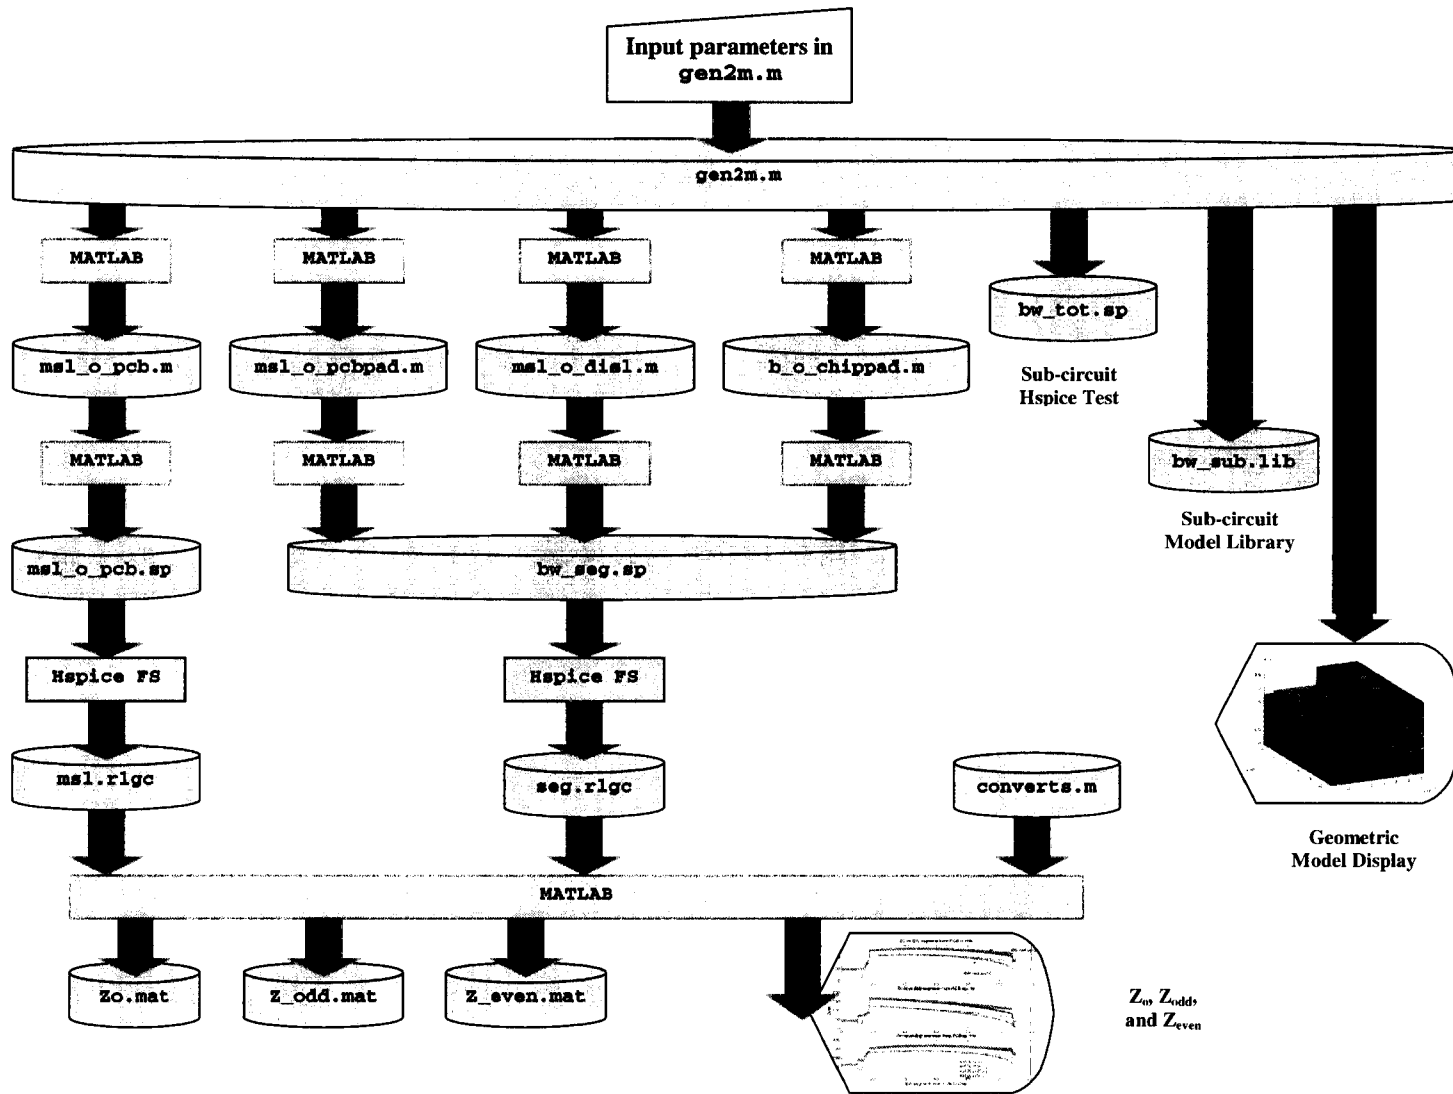 Input parameters in
gen2m.m
gen2m.m
MATLAB
MATLAB
MATLAB
MATLAB
bw_tot.sp
msl_o_pcb.m
msl_o_pcbpad.m
msl_o_disl.m
b_o_chippad.m
Sub-circuit
Hspice Test
MATLAB
MATLAB
MATLAB
MATLAB
bw_sub.lib
Sub-circuit
Model Library
msl_o_pcb.sp
bw_seg.sp
Hspice FS
Hspice FS
msl.rlgc
seg.rlgc
converts.m
Geometric
Model Display
MATLAB
Zo.mat
Z_odd.mat
Z_even.mat
Zo, Zodd,
and Zeven